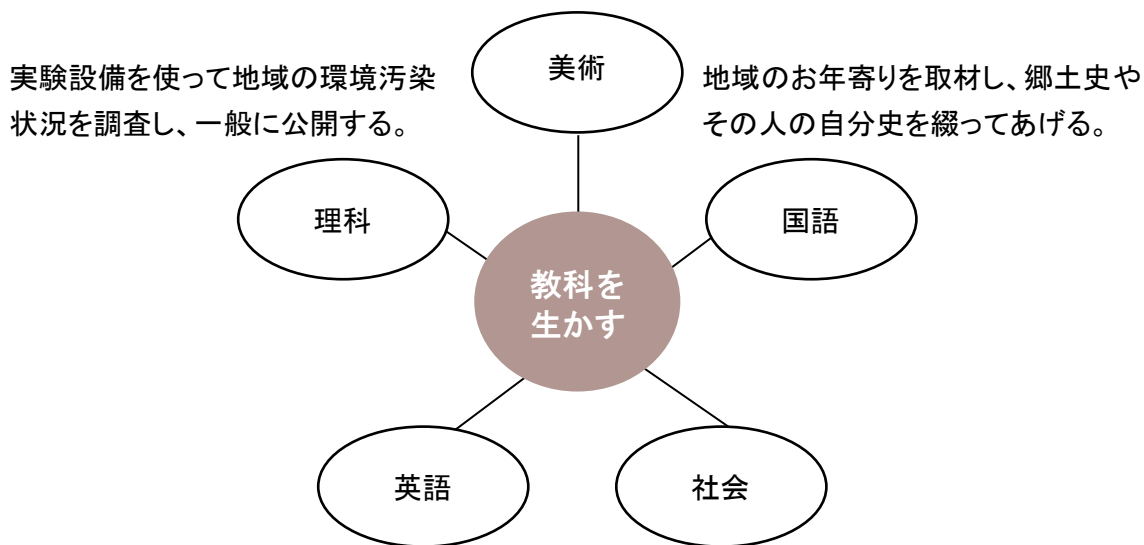 美術
実験設備を使って地域の環境汚染
状況を調査し、一般に公開する。
地域のお年寄りを取材し、郷土史や
その人の自分史を綴ってあげる。
理科
国語
教科を
生かす
英語
社会